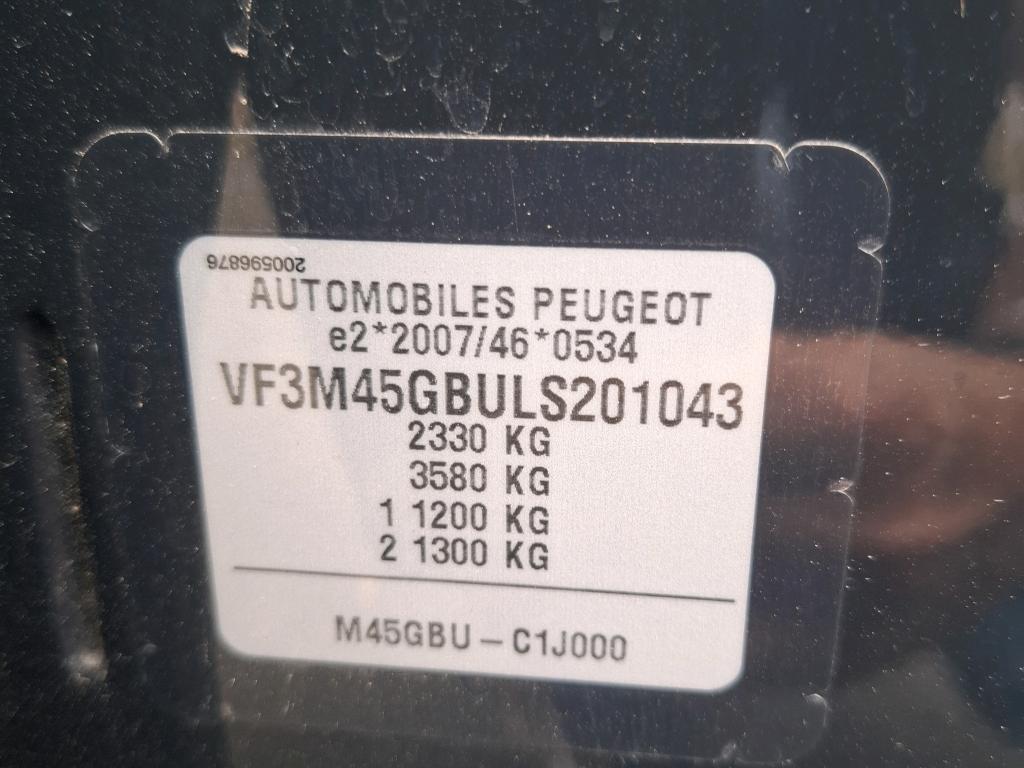 200596876
AUTOMOBILES PEUGEOT
e2*2007/46*0534
VF3M45GBULS201043
2330 KG
3580 KG
1 1200 KG
2 1300 KG
M45GBU – C1J000